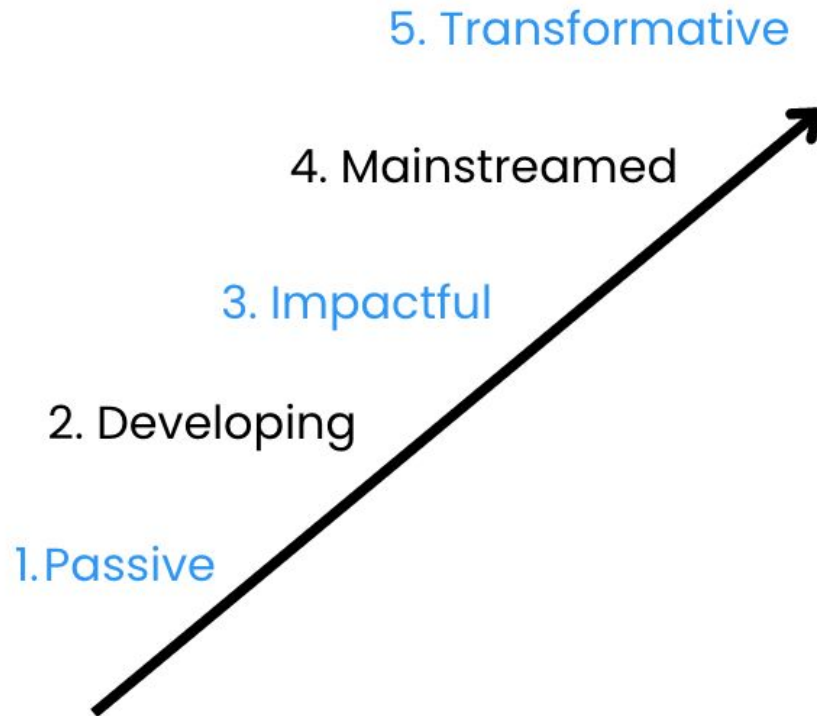 5. Transformative
4. Mainstreamed
3. Impactful
2. Developing
1.Passive